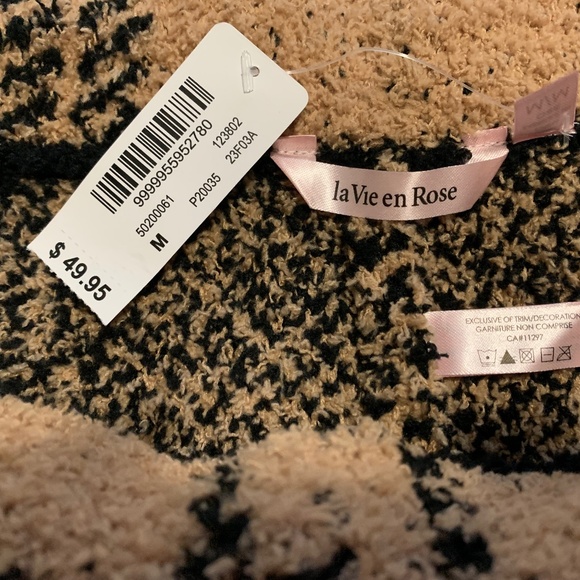 9999955952780
50200061 P20035 123802
M 23F03A
$ 49.95
la Vie en Rose
M/M
EXCLUSIVE OF TRIM/DECORATION
GARNITURE NON COMPRISE
CA#11297